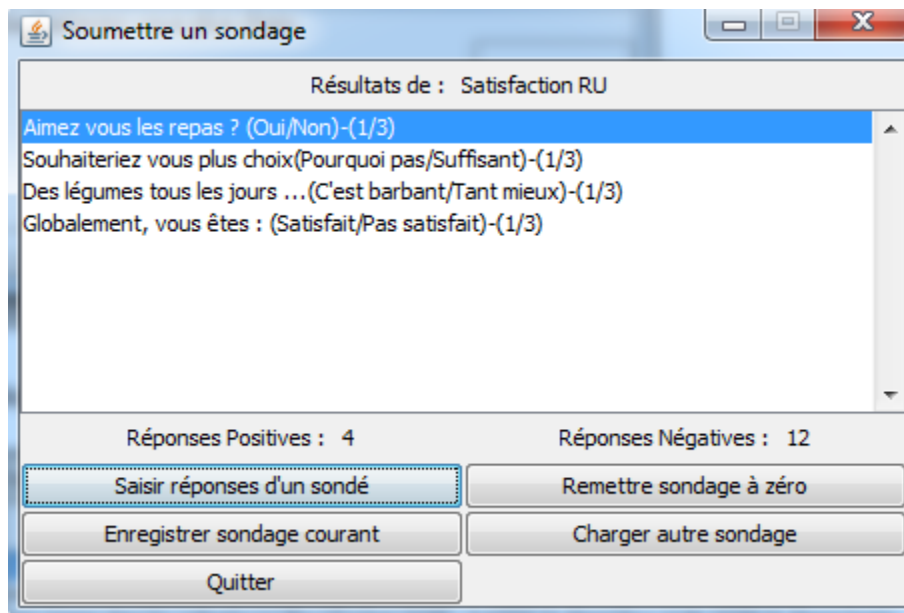 Soumettre un sondage
Résultats de : Satisfaction RU
Aimez vous les repas ? (Oui/Non)-(1/3)
Souhaiteriez vous plus choix(Pourquoi pas/Suffisant)-(1/3)
Des légumes tous les jours ...(C'est barbant/Tant mieux)-(1/3)
Globalement, vous êtes : (Satisfait/Pas satisfait)-(1/3)
Réponses Positives : 4 Réponses Négatives : 12
Saisir réponses d'un sondé Remettre sondage à zéro
Enregistrer sondage courant Charger autre sondage
Quitter